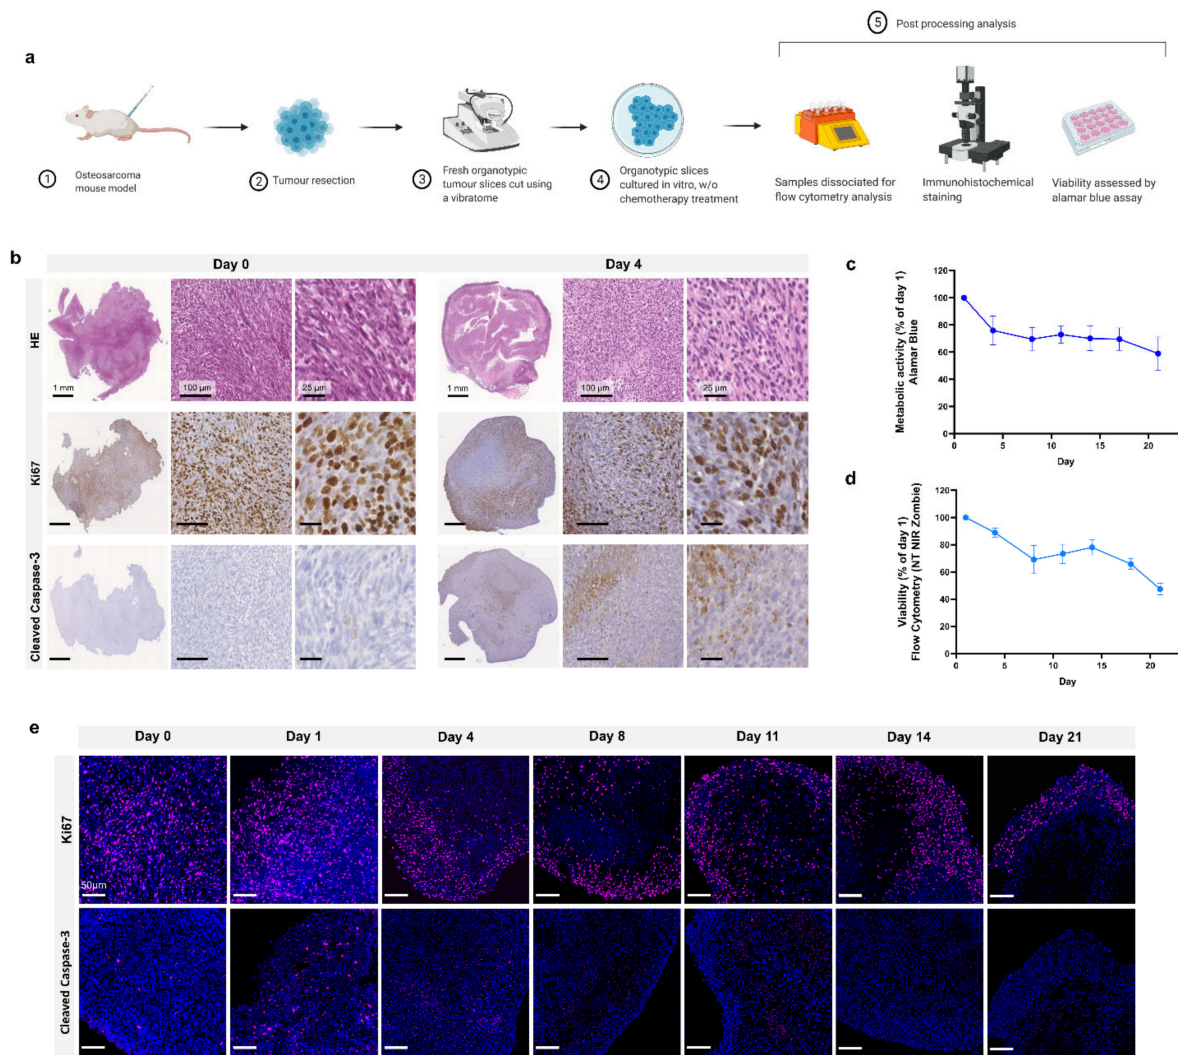 5 Post processing analysis
a
1 Osteosarcoma
mouse model
2 Tumour resection
3 Fresh organotypic
tumour slices cut using
a vibratome
4 Organotypic slices
cultured in vitro, w/o
chemotherapy treatment
Samples dissociated for
flow cytometry analysis
Immunohistochemical
staining
Viability assessed by
alamar blue assay
b
Day 0
Day 4
HE
1 mm
100 µm
25 µm
1 mm
100 µm
25 µm
Ki67
Cleaved Caspase-3
c
Metabolic activity (% of day 1)
Alamar Blue
120
100
80
60
40
20
0
0 5 10 15 20
Day
d
Viability (% of day 1)
Flow Cytometry (NT NIR Zombie)
120
100
80
60
40
20
0
0 5 10 15 20
Day
e
Day 0
Day 1
Day 4
Day 8
Day 11
Day 14
Day 21
Ki67
50µm
Cleaved Caspase-3